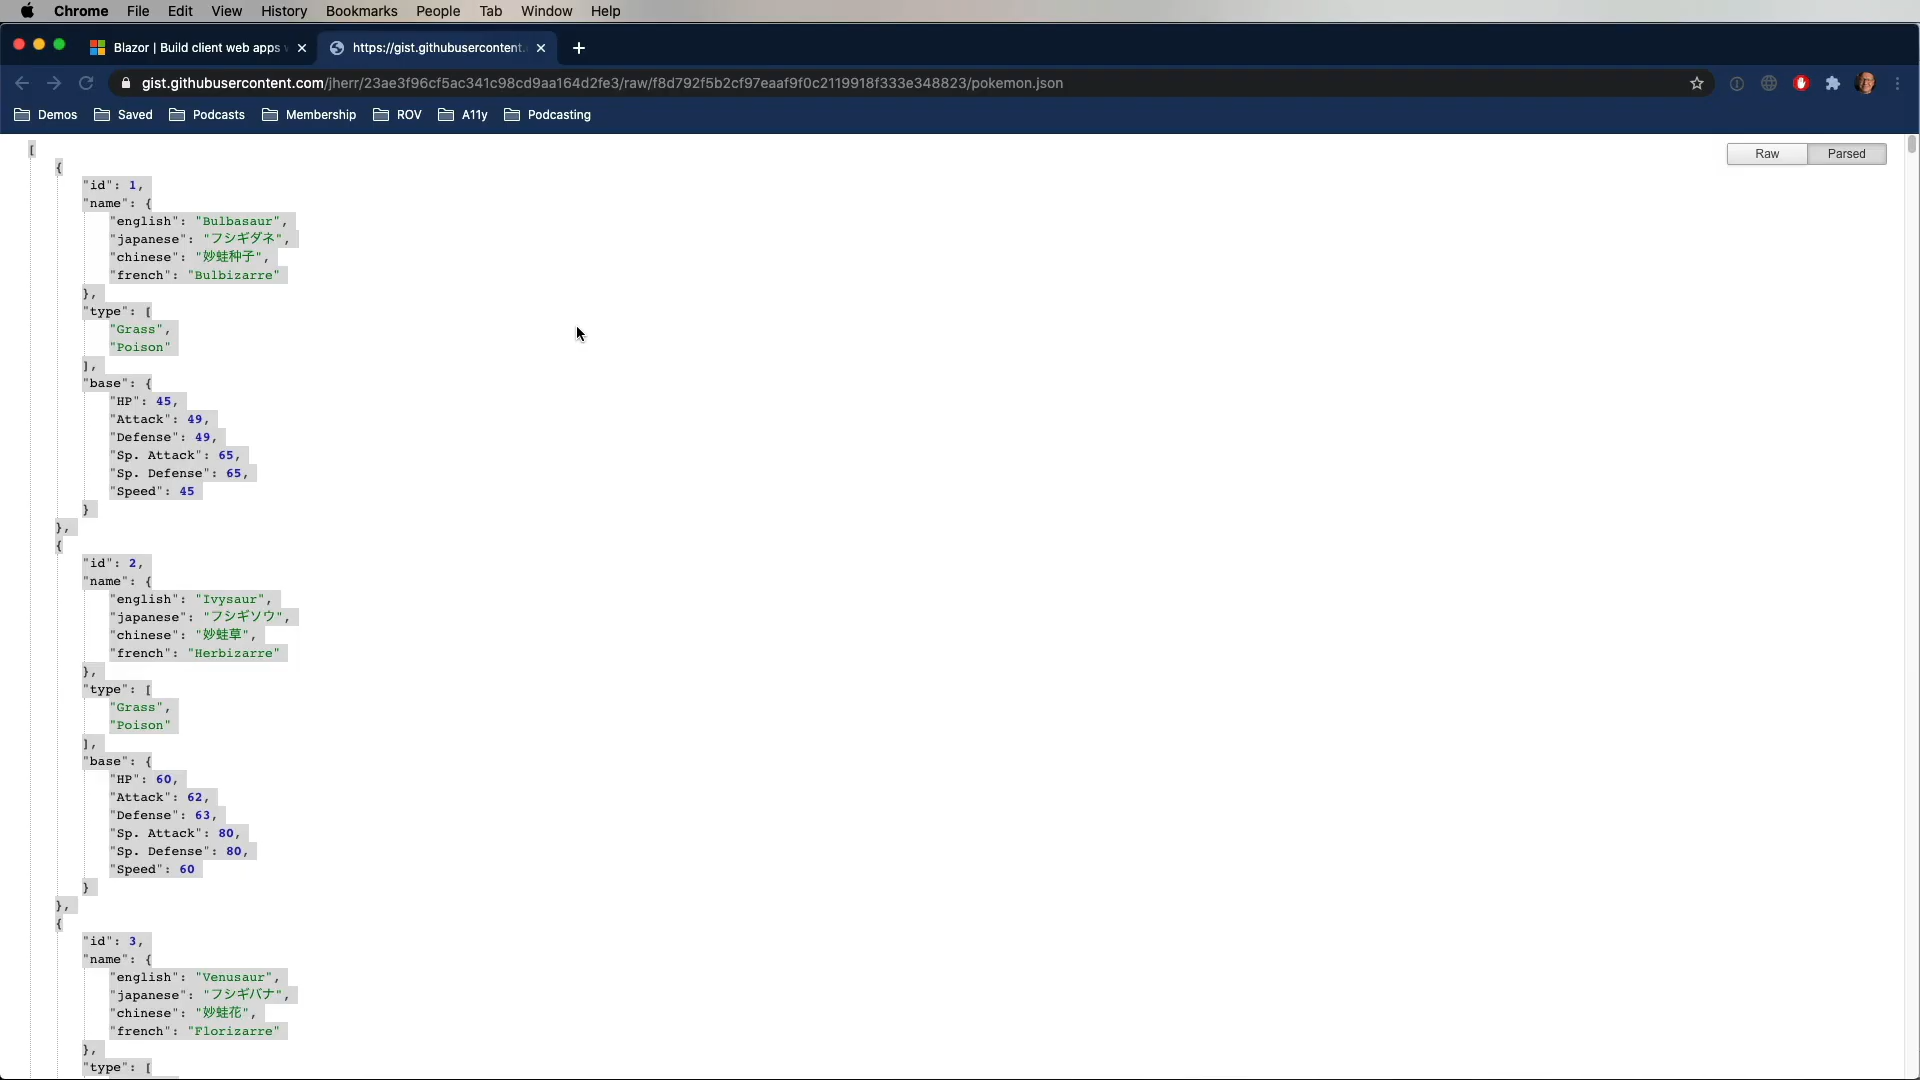 Chrome File Edit View History Bookmarks People Tab Window Help
Blazor | Build client web apps w https://gist.githubusercontent.
gist.githubusercontent.com/jherr/23ae3f96cf5ac341c98cd9aa164d2fe3/raw/f8d792f5b2cf97eaaf9f0c2119918f333e348823/pokemon.json
Demos Saved Podcasts Membership ROV A11y Podcasting
Raw Parsed
[
{
"id": 1,
"name": {
"english": "Bulbasaur",
"japanese": "フシギダネ",
"chinese": "妙蛙种子",
"french": "Bulbizarre"
},
"type": [
"Grass",
"Poison"
],
"base": {
"HP": 45,
"Attack": 49,
"Defense": 49,
"Sp. Attack": 65,
"Sp. Defense": 65,
"Speed": 45
}
},
{
"id": 2,
"name": {
"english": "Ivysaur",
"japanese": "フシギソウ",
"chinese": "妙蛙草",
"french": "Herbizarre"
},
"type": [
"Grass",
"Poison"
],
"base": {
"HP": 60,
"Attack": 62,
"Defense": 63,
"Sp. Attack": 80,
"Sp. Defense": 80,
"Speed": 60
}
},
{
"id": 3,
"name": {
"english": "Venusaur",
"japanese": "フシギバナ",
"chinese": "妙蛙花",
"french": "Florizarre"
},
"type": [